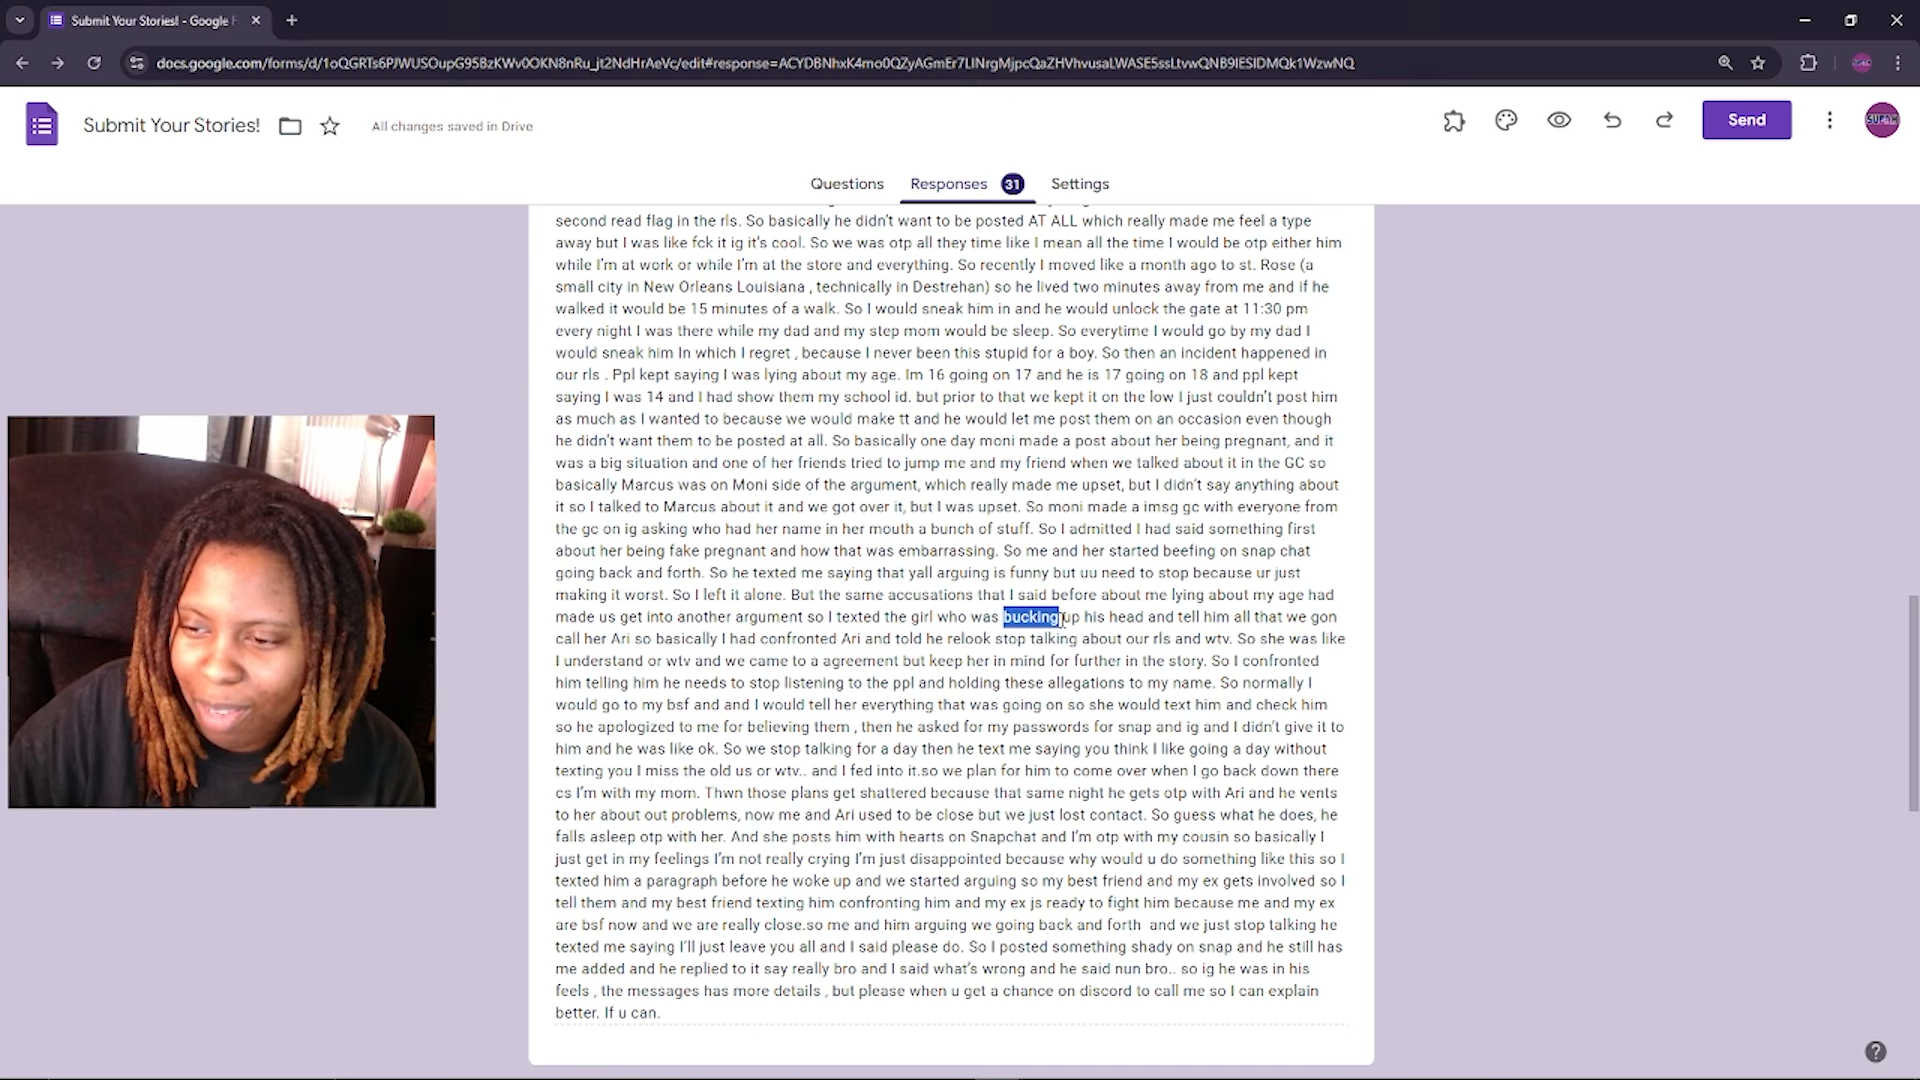 Submit Your Stories! - Google F
docs.google.com/forms/d/1oQGRTs6PJWUSOupG958zKWv0OKN8nRu_jt2NdHrAeVc/edit#response=ACYDBNhxK4mo0QZyAGmEr7LINrgMjpcQaZHVhvusaLWASE5ssLtvwQNB9IESIDMQk1WzwNQ
Submit Your Stories!
All changes saved in Drive
Send
SUFAN
Questions
Responses 31
Settings
second read flag in the rls. So basically he didn't want to be posted AT ALL which really made me feel a type
away but I was like fck it ig it's cool. So we was otp all they time like I mean all the time I would be otp either him
while I'm at work or while I'm at the store and everything. So recently I moved like a month ago to st. Rose (a
small city in New Orleans Louisiana , technically in Destrehan) so he lived two minutes away from me and if he
walked it would be 15 minutes of a walk. So I would sneak him in and he would unlock the gate at 11:30 pm
every night I was there while my dad and my step mom would be sleep. So everytime I would go by my dad I
would sneak him In which I regret , because I never been this stupid for a boy. So then an incident happened in
our rls . Ppl kept saying I was lying about my age. Im 16 going on 17 and he is 17 going on 18 and ppl kept
saying I was 14 and I had show them my school id. but prior to that we kept it on the low I just couldn't post him
as much as I wanted to because we would make tt and he would let me post them on an occasion even though
he didn't want them to be posted at all. So basically one day moni made a post about her being pregnant, and it
was a big situation and one of her friends tried to jump me and my friend when we talked about it in the GC so
basically Marcus was on Moni side of the argument, which really made me upset, but I didn't say anything about
it so I talked to Marcus about it and we got over it, but I was upset. So moni made a imsg gc with everyone from
the gc on ig asking who had her name in her mouth a bunch of stuff. So I admitted I had said something first
about her being fake pregnant and how that was embarrassing. So me and her started beefing on snap chat
going back and forth. So he texted me saying that yall arguing is funny but uu need to stop because ur just
making it worst. So I left it alone. But the same accusations that I said before about me lying about my age had
made us get into another argument so I texted the girl who was bucking up his head and tell him all that we gon
call her Ari so basically I had confronted Ari and told he relook stop talking about our rls and wtv. So she was like
I understand or wtv and we came to a agreement but keep her in mind for further in the story. So I confronted
him telling him he needs to stop listening to the ppl and holding these allegations to my name. So normally I
would go to my bsf and and I would tell her everything that was going on so she would text him and check him
so he apologized to me for believing them , then he asked for my passwords for snap and ig and I didn't give it to
him and he was like ok. So we stop talking for a day then he text me saying you think I like going a day without
texting you I miss the old us or wtv.. and I fed into it.so we plan for him to come over when I go back down there
cs I'm with my mom. Thwn those plans get shattered because that same night he gets otp with Ari and he vents
to her about out problems, now me and Ari used to be close but we just lost contact. So guess what he does, he
falls asleep otp with her. And she posts him with hearts on Snapchat and I'm otp with my cousin so basically I
just get in my feelings I'm not really crying I'm just disappointed because why would u do something like this so I
texted him a paragraph before he woke up and we started arguing so my best friend and my ex gets involved so I
tell them and my best friend texting him confronting him and my ex js ready to fight him because me and my ex
are bsf now and we are really close.so me and him arguing we going back and forth  and we just stop talking he
texted me saying I'll just leave you all and I said please do. So I posted something shady on snap and he still has
me added and he replied to it say really bro and I said what's wrong and he said nun bro.. so ig he was in his
feels , the messages has more details , but please when u get a chance on discord to call me so I can explain
better. If u can.